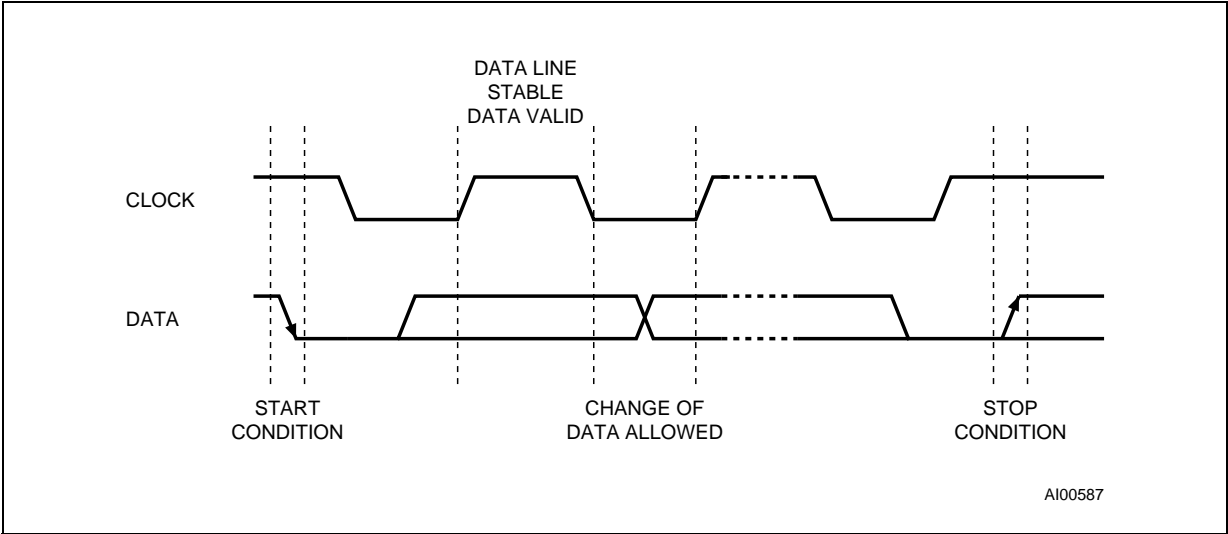 DATA LINE
STABLE
DATA VALID
CLOCK
DATA
START
CONDITION
CHANGE OF
DATA ALLOWED
STOP
CONDITION
AI00587